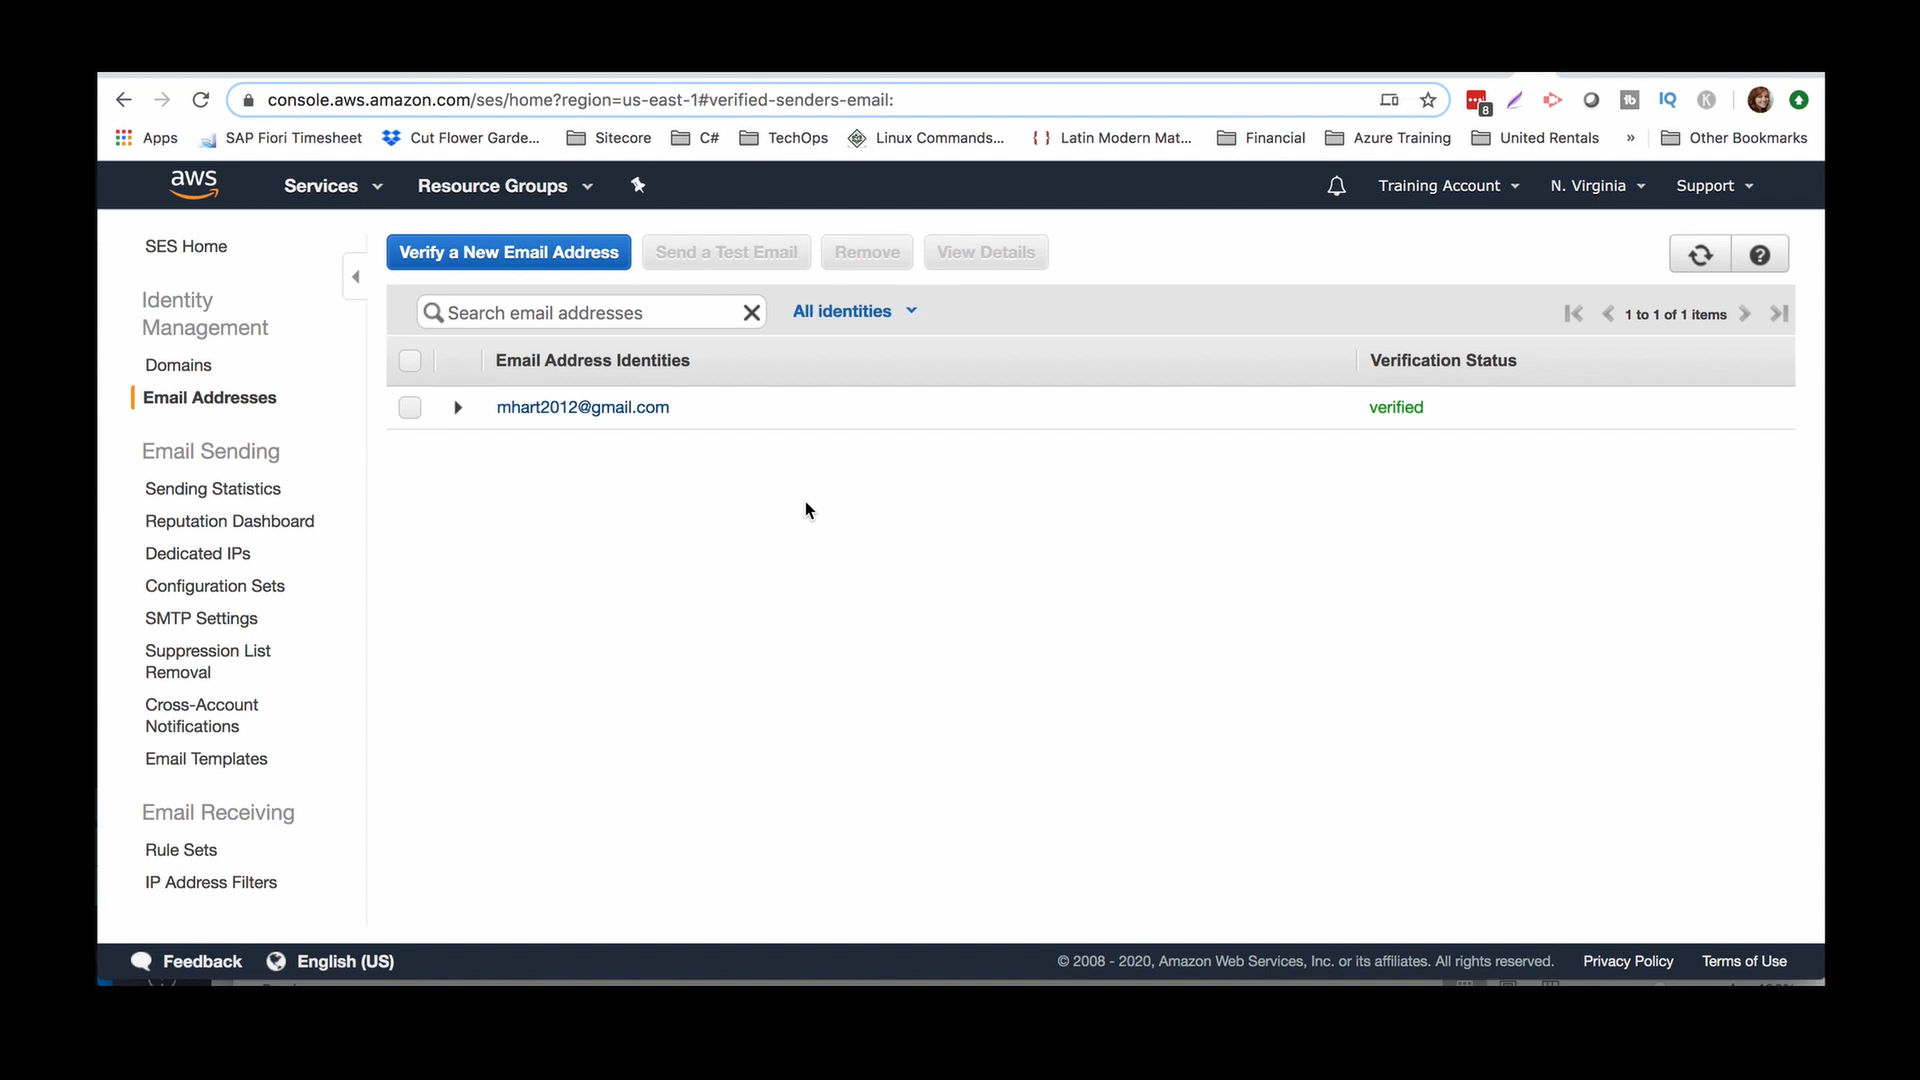 console.aws.amazon.com/ses/home?region=us-east-1#verified-senders-email:
8
tb
IQ
K
Apps
SAP Fiori Timesheet
Cut Flower Garde...
Sitecore
C#
TechOps
Linux Commands...
{ }
Latin Modern Mat...
Financial
Azure Training
United Rentals
»
Other Bookmarks
aws
Services
Resource Groups
Training Account
N. Virginia
Support
SES Home
Identity
Management
Domains
Email Addresses
Email Sending
Sending Statistics
Reputation Dashboard
Dedicated IPs
Configuration Sets
SMTP Settings
Suppression List
Removal
Cross-Account
Notifications
Email Templates
Email Receiving
Rule Sets
IP Address Filters
Verify a New Email Address
Send a Test Email
Remove
View Details
?
Search email addresses
All identities
1 to 1 of 1 items
Email Address Identities
Verification Status
mhart2012@gmail.com
verified
Feedback
English (US)
© 2008 - 2020, Amazon Web Services, Inc. or its affiliates. All rights reserved.
Privacy Policy
Terms of Use